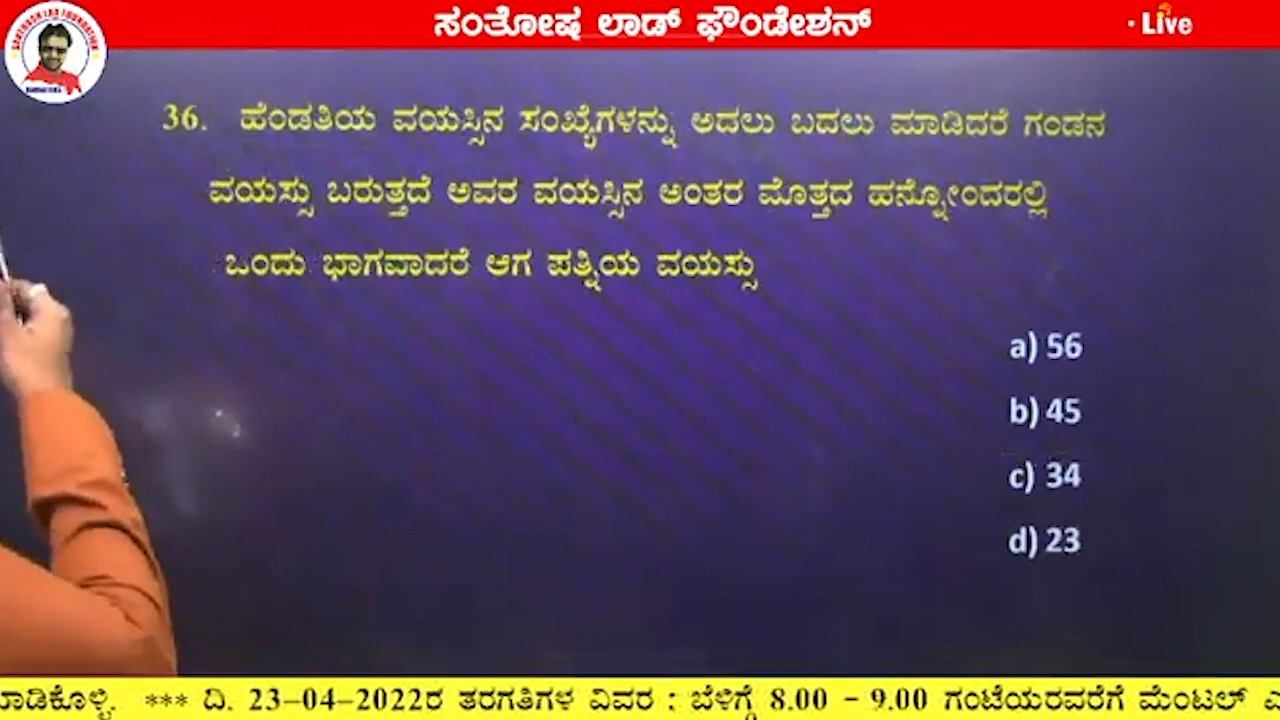 ಸಂತೋಷ ಲಾಡ್ ಫೌಂಡೇಶನ್
Live
36. ಹೆಂಡತಿಯ ವಯಸ್ಸಿನ ಸಂಖ್ಯೆಗಳನ್ನು ಅದಲು ಬದಲು ಮಾಡಿದರೆ ಗಂಡನ
ವಯಸ್ಸು ಬರುತ್ತದೆ ಅವರ ವಯಸ್ಸಿನ ಅಂತರ ಮೊತ್ತದ ಹನ್ನೋಂದರಲ್ಲಿ
ಒಂದು ಭಾಗವಾದರೆ ಆಗ ಪತ್ನಿಯ ವಯಸ್ಸು
a) 56
b) 45
c) 34
d) 23
*** ದಿ. 23-04-2022ರ ತರಗತಿಗಳ ವಿವರ : ಬೆಳಿಗ್ಗೆ 8.00 - 9.00 ಗಂಟೆಯರವರೆಗೆ ಮೆಂಟಲ್